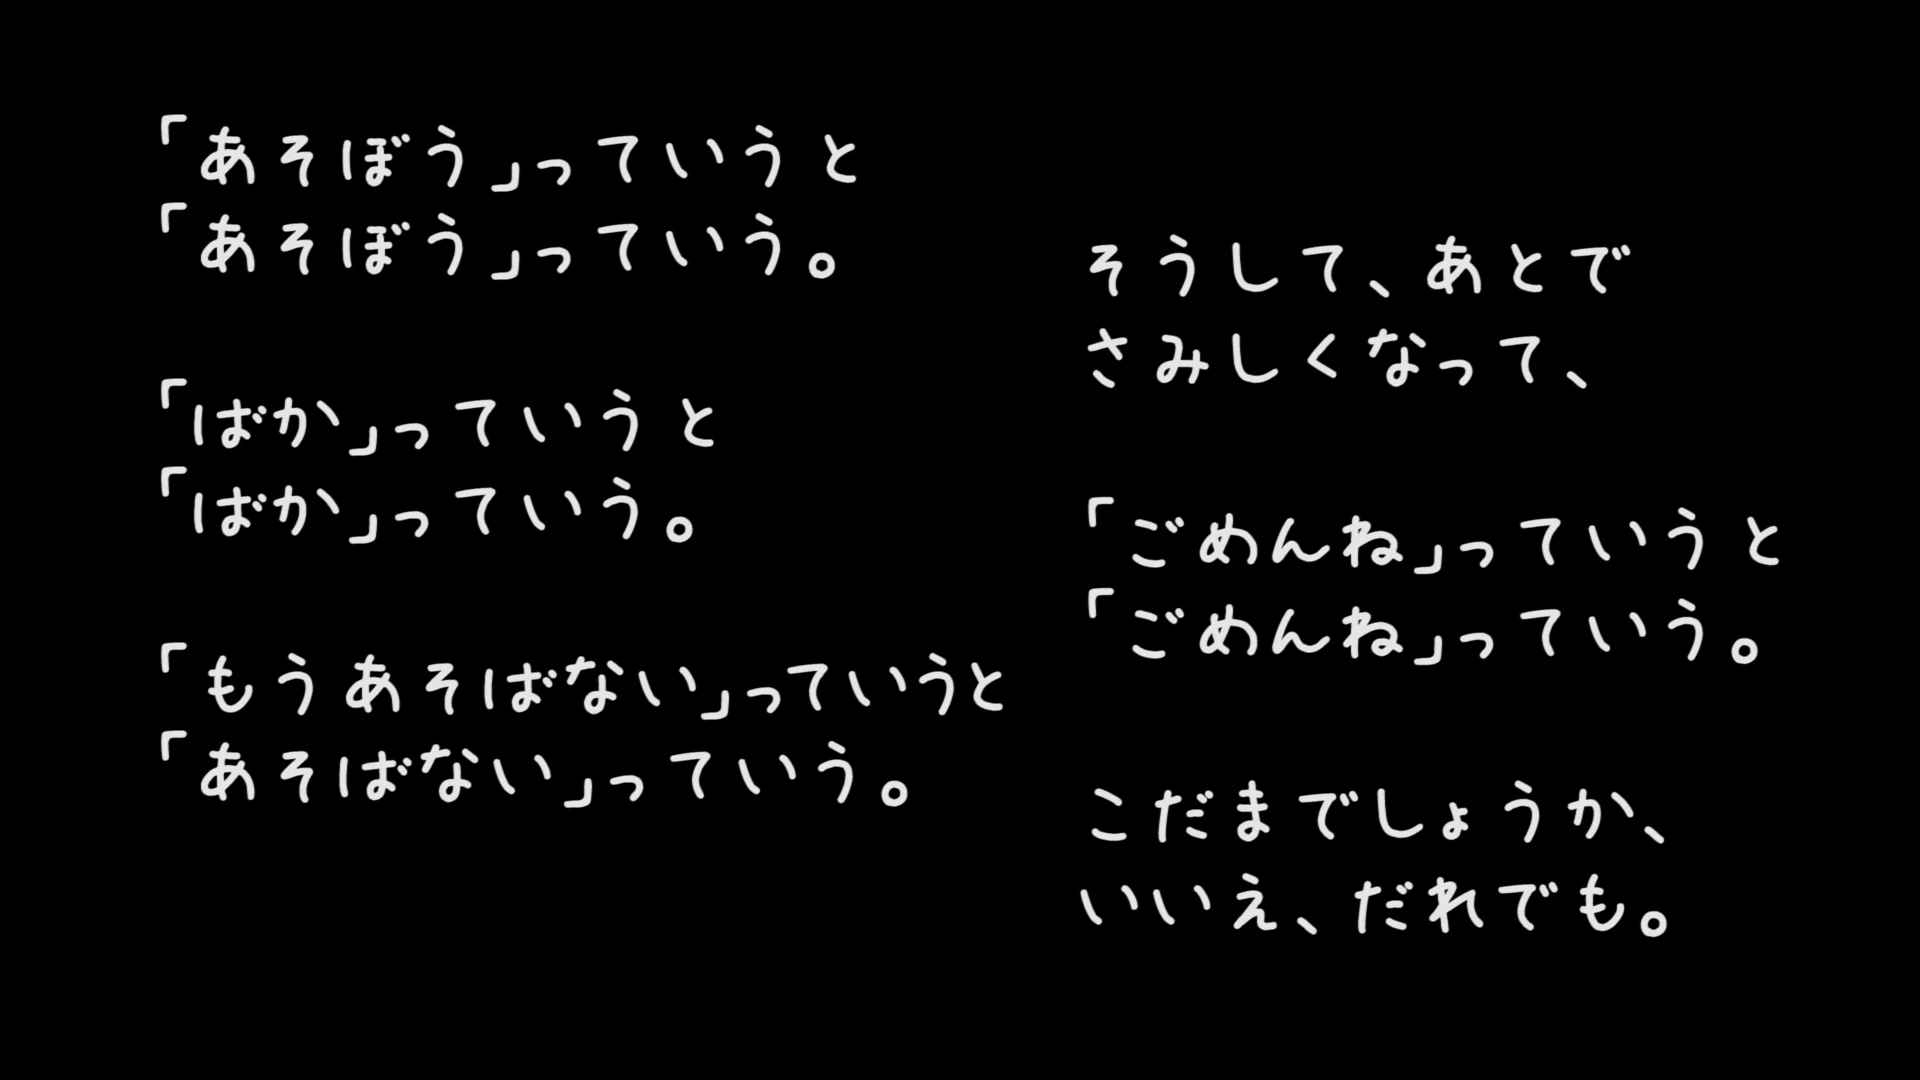 「あそぼう」っていうと
「あそぼう」っていう。
「ばか」っていうと
「ばか」っていう。
「もうあそばない」っていうと
「あそばない」っていう。
そうして、あとで
さみしくなって、
「ごめんね」っていうと
「ごめんね」っていう。
こだまでしょうか、
いいえ、だれでも。